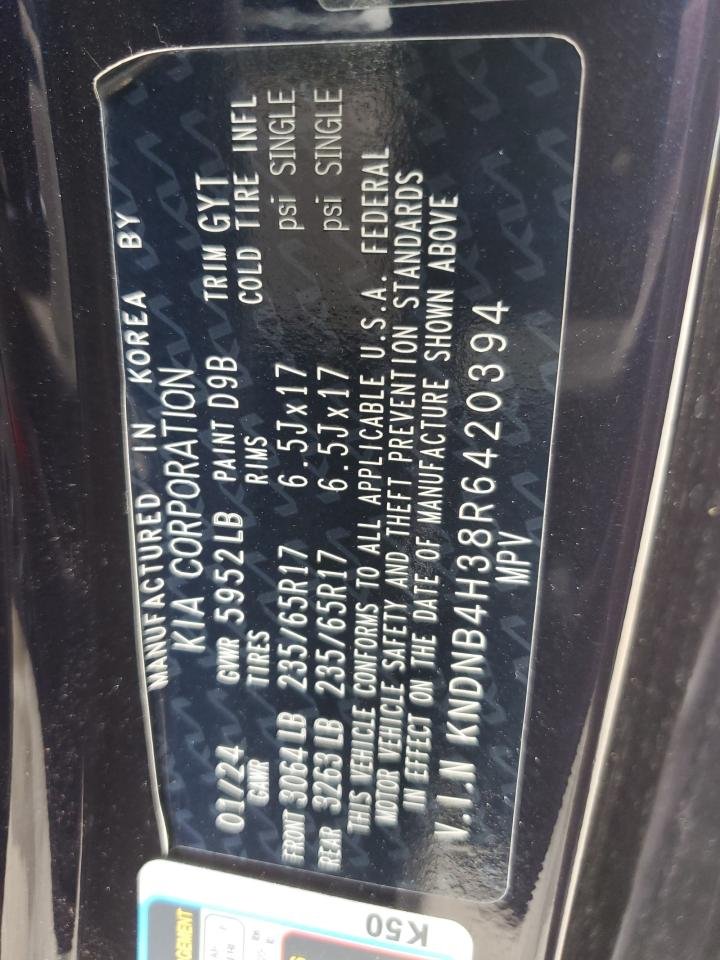 MANUFACTURED IN KOREA BY
KIA CORPORATION
01/24 GVWR 5952LB PAINT D9B TRIM GYT
GAWR TIRES RIMS COLD TIRE INFL
FRONT 3064LB 235/65R17 6.5Jx17 psi SINGLE
REAR 3263LB 235/65R17 6.5Jx17 psi SINGLE
THIS VEHICLE CONFORMS TO ALL APPLICABLE U.S.A. FEDERAL
MOTOR VEHICLE SAFETY AND THEFT PREVENTION STANDARDS
IN EFFECT ON THE DATE OF MANUFACTURE SHOWN ABOVE
V.I.N KNDNB4H38R6420394
MPV
K50